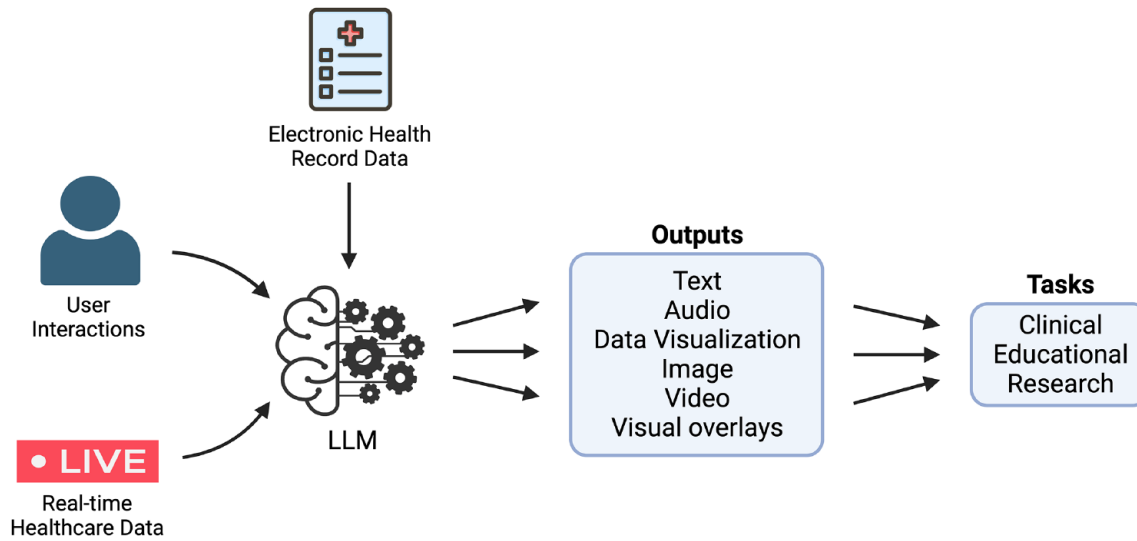 Electronic Health
Record Data
User
Interactions
LIVE
Real-time
Healthcare Data
LLM
Outputs
Text
Audio
Data Visualization
Image
Video
Visual overlays
Tasks
Clinical
Educational
Research